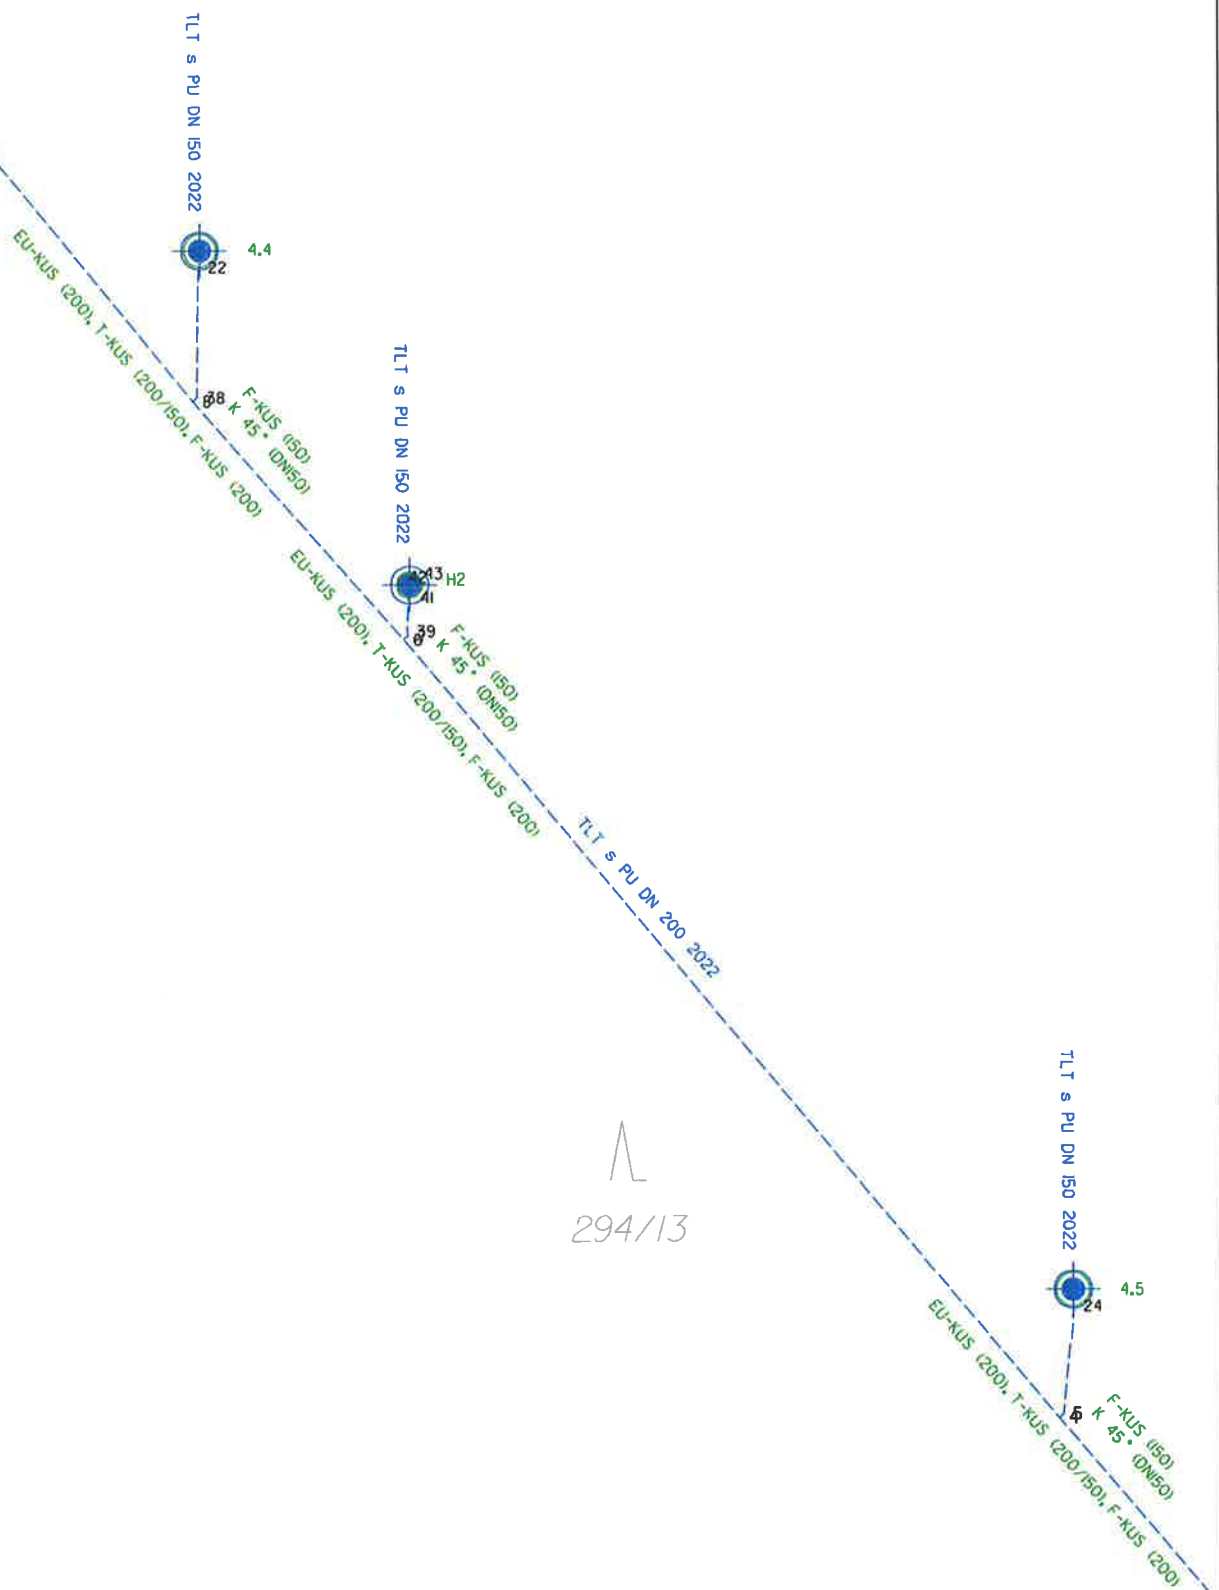 TLT s PU DN 150 2022
4.4
22
EU-KUS (200), T-KUS (200/150), F-KUS (200)
38
F-KUS (150)
K 45° (DN150)
TLT s PU DN 150 2022
43
H2
41
39
F-KUS (150)
K 45° (DN150)
EU-KUS (200), T-KUS (200/150), F-KUS (200)
TLT s PU DN 200 2022
294/13
TLT s PU DN 150 2022
4.5
24
F-KUS (150)
K 45° (DN150)
EU-KUS (200), T-KUS (200/150), F-KUS (200)